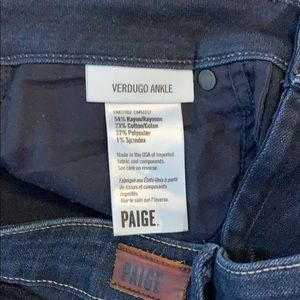 VERDUGO ANKLE
54% Rayon/Rayonne
23% Cotton/Coton
22% Polyester
1% Spandex
Made in the USA of Imported
fabric and components.
See care on reverse.
Fabriqué aux États-Unis à partir
de tissus et composants
importés
Voir le soin sur l'inverse.
PAIGE.
PAIGE